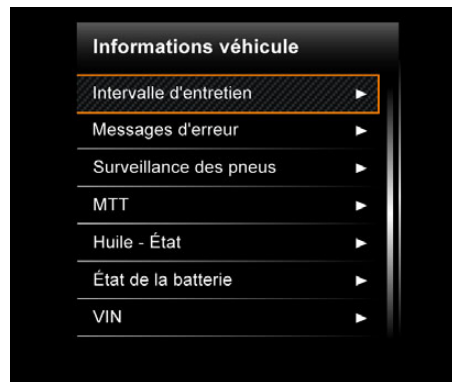 Informations véhicule
Intervalle d'entretien
Messages d'erreur
Surveillance des pneus
MTT
Huile - État
État de la batterie
VIN